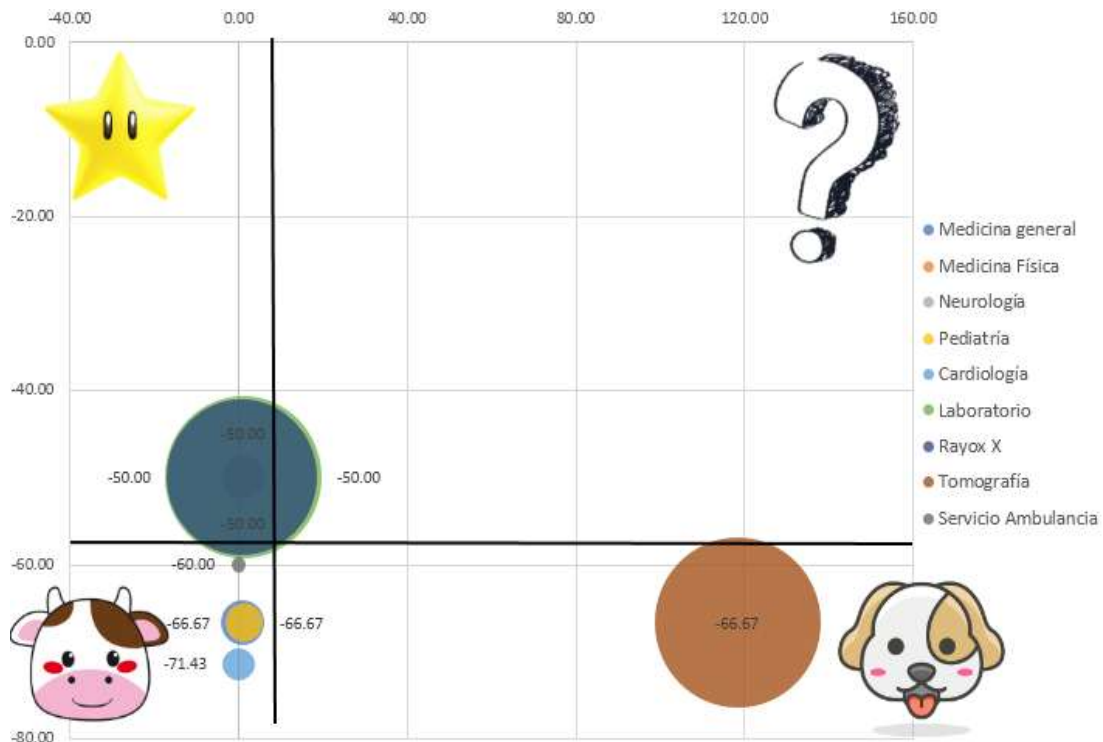 -40.00 0.00 40.00 80.00 120.00 160.00
0.00
-20.00
Medicina general
Medicina Física
Neurología
Pediatría
-40.00
Cardiología
Laboratorio
-50.00
Rayox X
-50.00 -50.00
Tomografía
-50.00
Servicio Ambulancia
-60.00 -60.00
-66.67 -66.67 -66.67
-71.43
-80.00